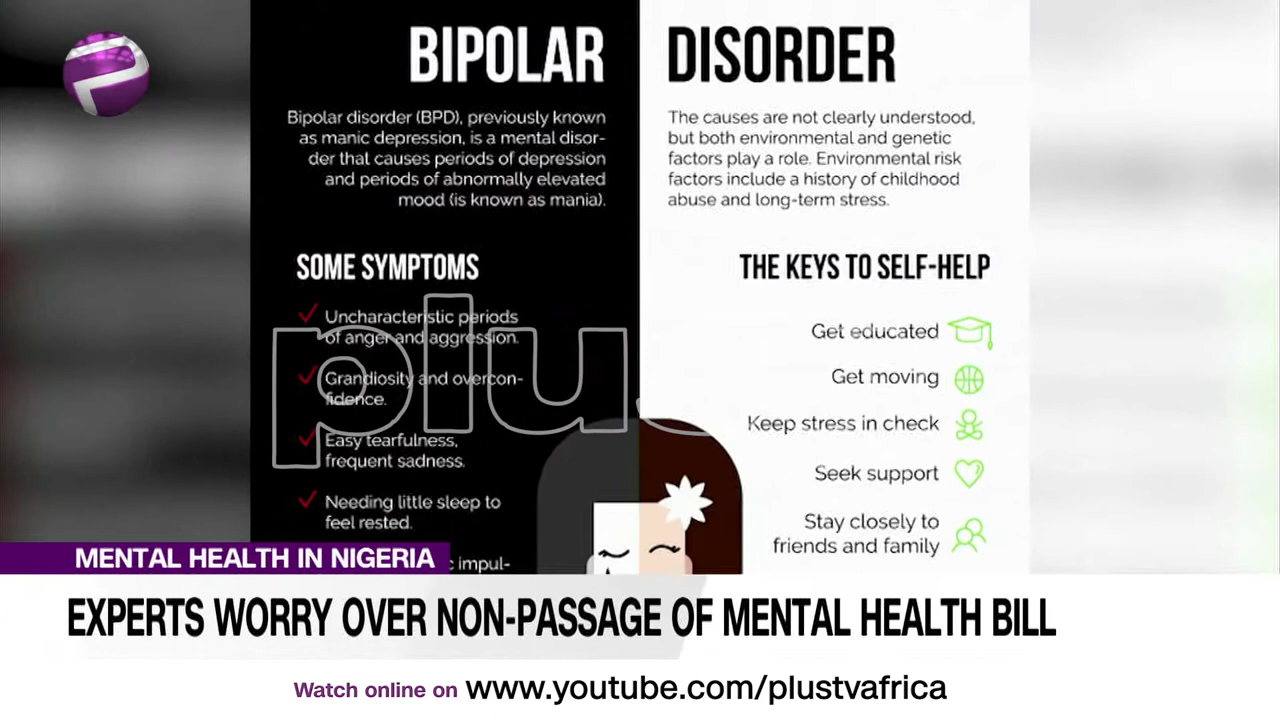 BIPOLAR DISORDER
Bipolar disorder (BPD), previously known
as manic depression, is a mental disor-
der that causes periods of depression
and periods of abnormally elevated
mood (is known as mania).
The causes are not clearly understood,
but both environmental and genetic
factors play a role. Environmental risk
factors include a history of childhood
abuse and long-term stress.
SOME SYMPTOMS
Uncharacteristic periods
of anger and aggression.
Grandiosity and overcon-
fidence.
Easy tearfulness,
frequent sadness.
Needing little sleep to
feel rested.
c impul-
THE KEYS TO SELF-HELP
Get educated
Get moving
Keep stress in check
Seek support
Stay closely to
friends and family
plus
MENTAL HEALTH IN NIGERIA
EXPERTS WORRY OVER NON-PASSAGE OF MENTAL HEALTH BILL
Watch online on www.youtube.com/plustvafrica